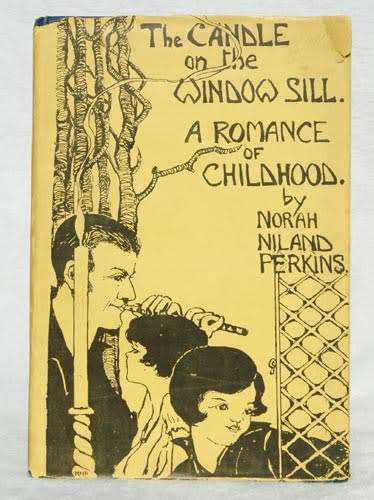 The CANDLE
on the
WINDOW SILL.
A ROMANCE
OF
CHILDHOOD.
by
NORAH
NILAND
PERKINS.